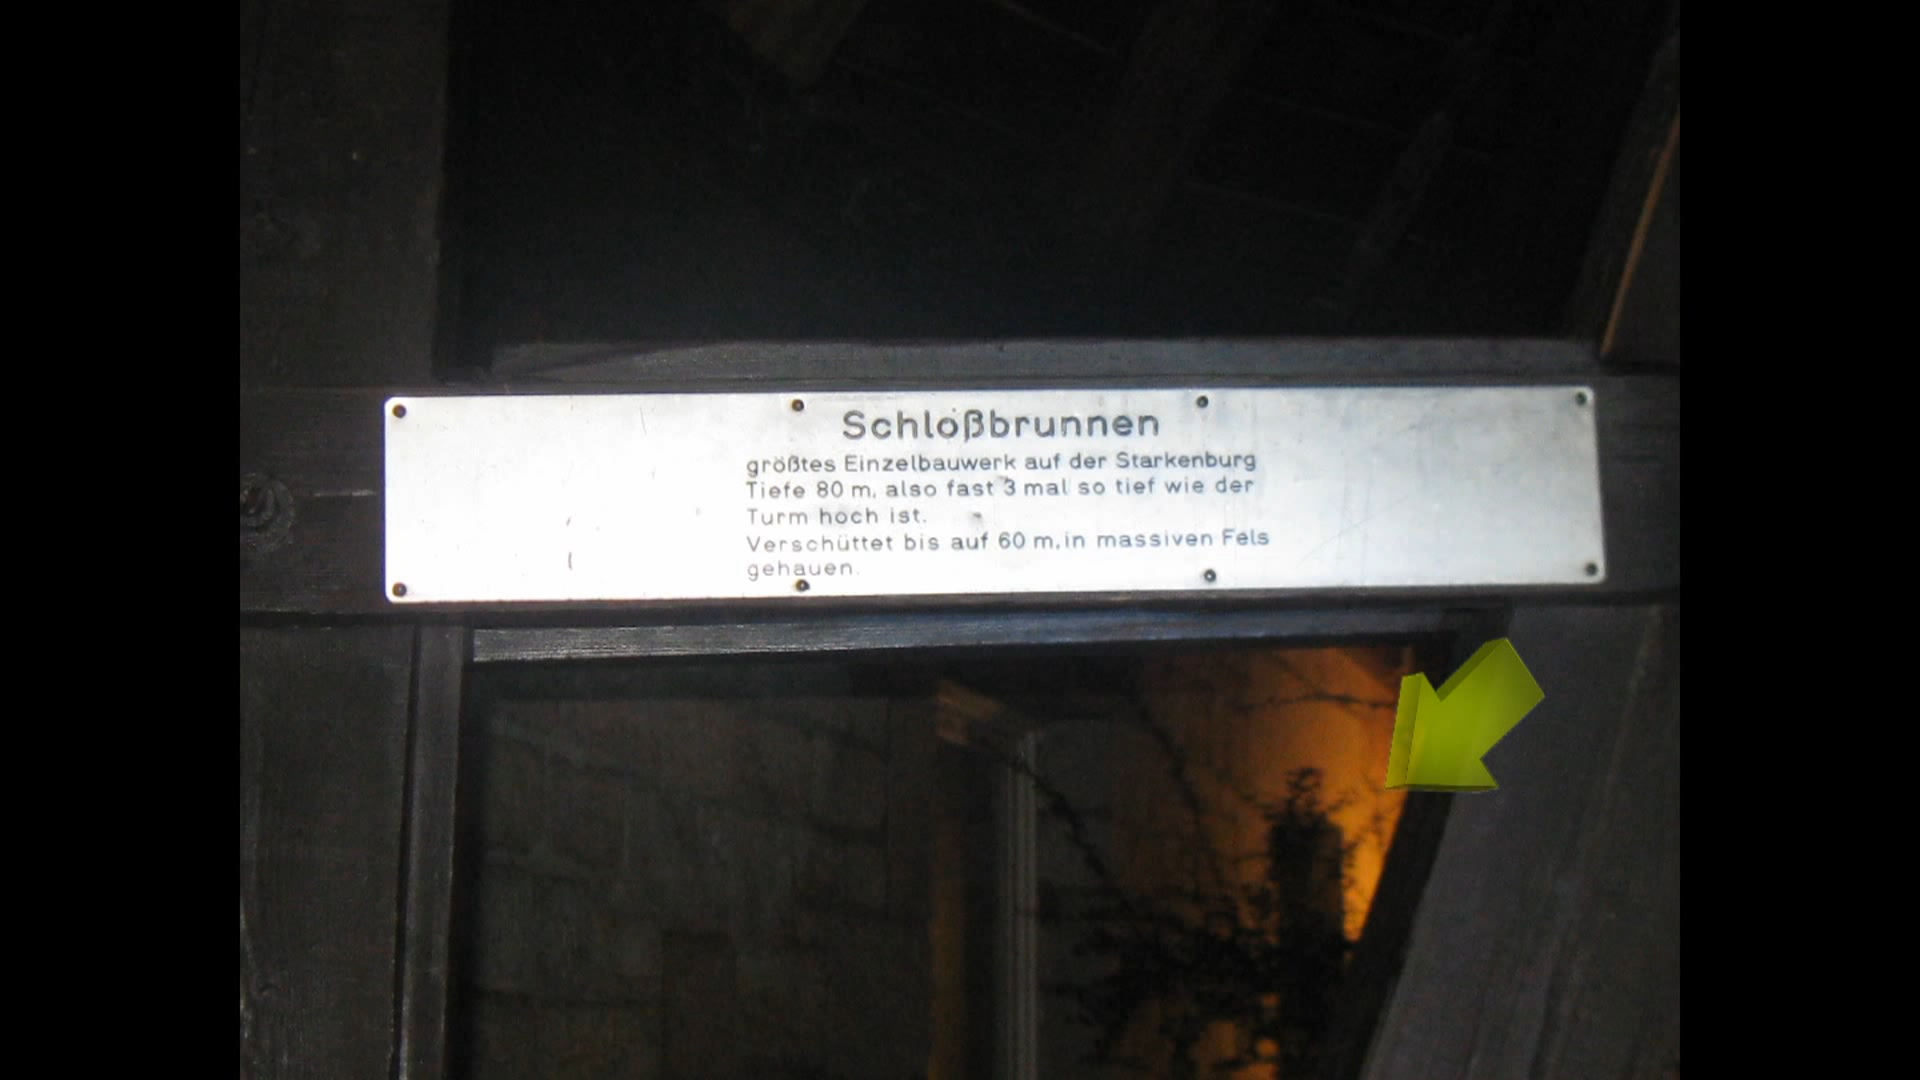 Schloßbrunnen
größtes Einzelbauwerk auf der Starkenburg
Tiefe 80 m, also fast 3 mal so tief wie der
Turm hoch ist.
Verschüttet bis auf 60 m, in massiven Fels
gehauen.